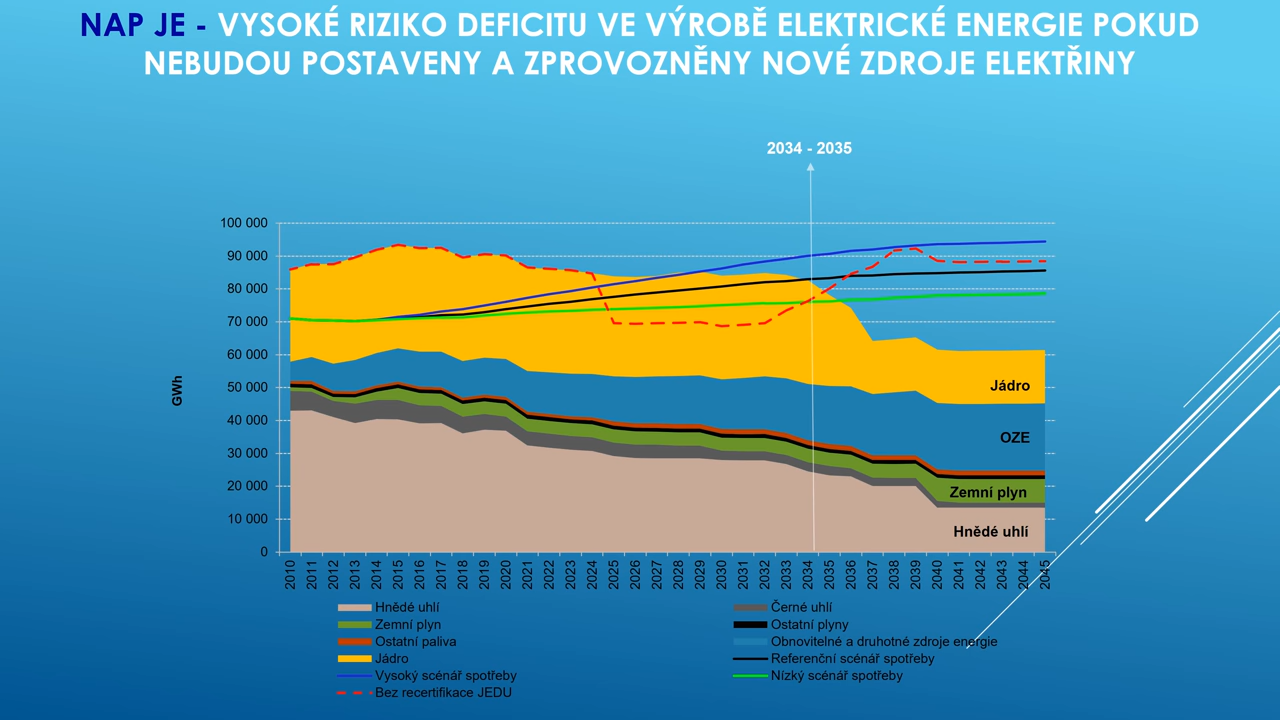 NAP JE - VYSOKÉ RIZIKO DEFICITU VE VÝROBĚ ELEKTRICKÉ ENERGIE POKUD
NEBUDOU POSTAVENY A ZPROVOZNĚNY NOVÉ ZDROJE ELEKTŘINY
2034 - 2035
GWh
100 000
90 000
80 000
70 000
60 000
50 000
40 000
30 000
20 000
10 000
0
Jádro
OZE
Zemní plyn
Hnědé uhlí
2010 2011 2012 2013 2014 2015 2016 2017 2018 2019 2020 2021 2022 2023 2024 2025 2026 2027 2028 2029 2030 2031 2032 2033 2034 2035 2036 2037 2038 2039 2040 2041 2042 2043 2044 2045
Hnědé uhlí Černé uhlí
Zemní plyn Ostatní plyny
Ostatní paliva Obnovitelné a druhotné zdroje energie
Jádro Referenční scénář spotřeby
Vysoký scénář spotřeby Nízký scénář spotřeby
Bez recertifikace JEDU